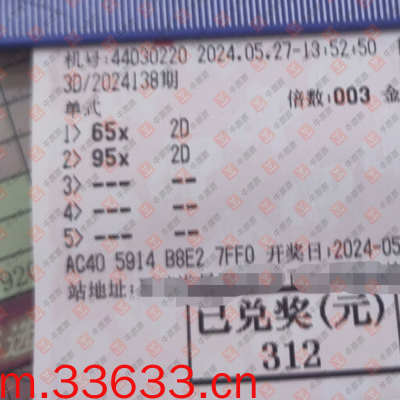 机号:44030220 2024.05.27-13:52:50
3D/2024138期
单式 倍数:003 金
1> 65x 2D
2> 95x 2D
3> --- --
4> --- --
5> --- --
AC40 5914 B8E2 7FF0 开奖日:2024-05
站地址:
已兑奖(元)
312
920
m.33633.cn